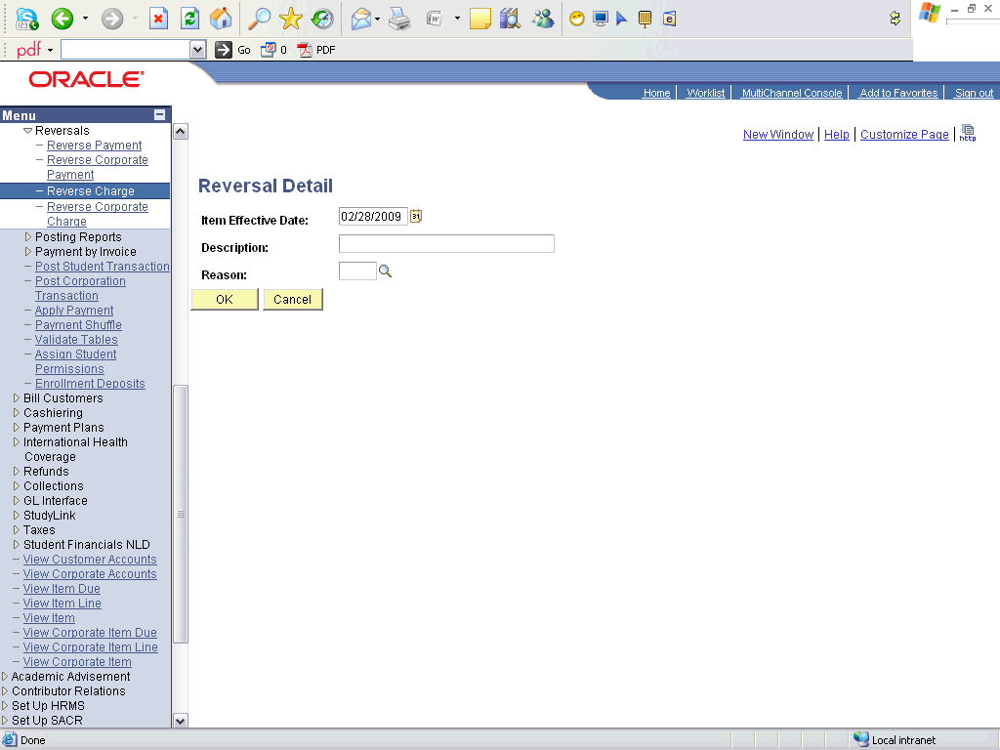 pdf
Go
0
PDF
ORACLE
Home
Worklist
MultiChannel Console
Add to Favorites
Sign out
Menu
Reversals
Reverse Payment
Reverse Corporate
Payment
Reverse Charge
Reverse Corporate
Charge
Posting Reports
Payment by Invoice
Post Student Transaction
Post Corporation
Transaction
Apply Payment
Payment Shuffle
Validate Tables
Assign Student
Permissions
Enrollment Deposits
Bill Customers
Cashiering
Payment Plans
International Health
Coverage
Refunds
Collections
GL Interface
StudyLink
Taxes
Student Financials NLD
View Customer Accounts
View Corporate Accounts
View Item Due
View Item Line
View Item
View Corporate Item Due
View Corporate Item Line
View Corporate Item
Academic Advisement
Contributor Relations
Set Up HRMS
Set Up SACR
New Window | Help | Customize Page |
http
Reversal Detail
Item Effective Date: 02/28/2009
31
Description:
Reason:
OK Cancel
Done
Local intranet